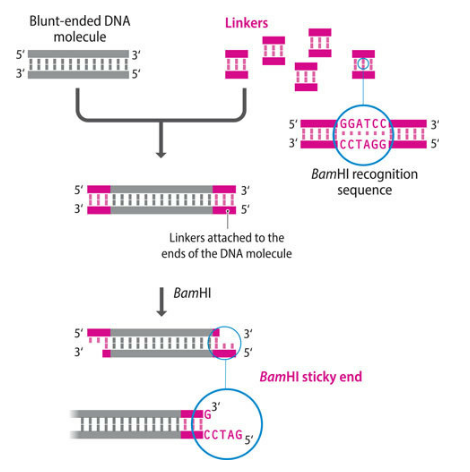 Blunt-ended DNA
molecule
Linkers
5′ 3′
3′ 5′
5′ GGATCC 3′
3′ CCTAGG 5′
BamHI recognition
sequence
5′ 3′
3′ 5′
Linkers attached to the
ends of the DNA molecule
BamHI
5′ 3′
3′ 5′
BamHI sticky end
G 3′
CCTAG 5′